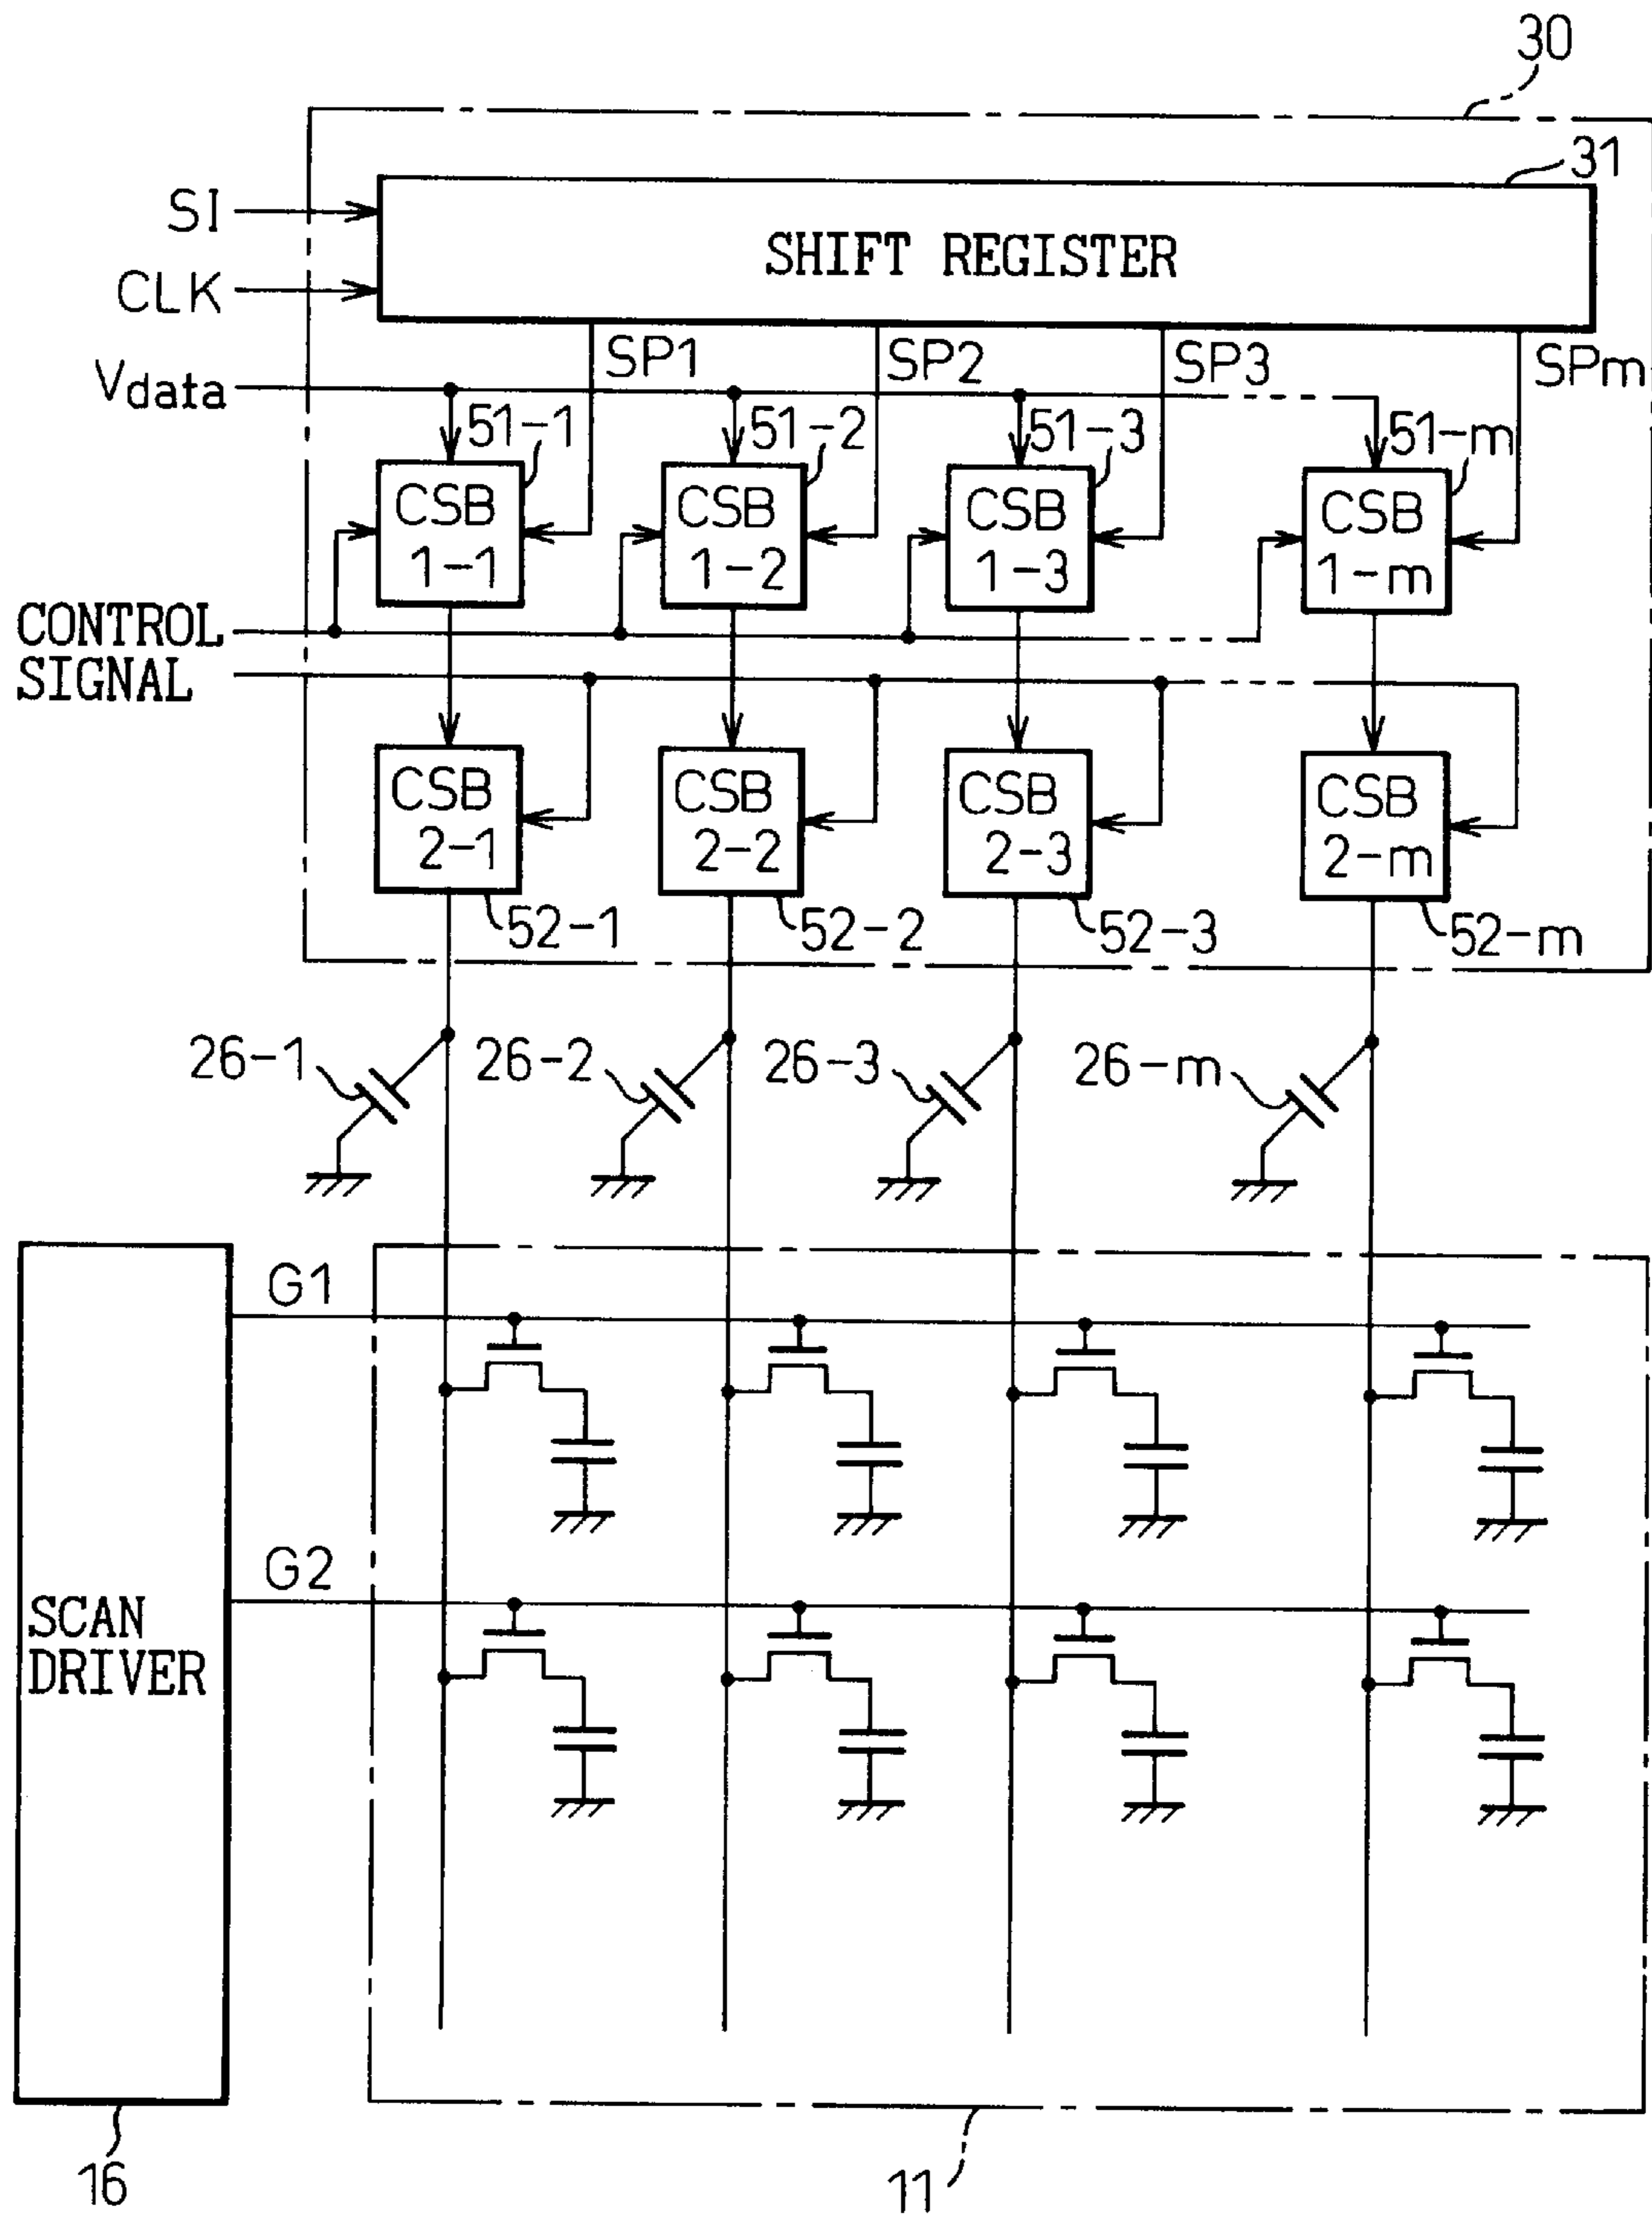 30
31
SI
SHIFT REGISTER
CLK
SP1
SP2
SP3
SPm
Vdata
51-1
51-2
51-3
51-m
CSB
1-1
CSB
1-2
CSB
1-3
CSB
1-m
CONTROL
SIGNAL
CSB
2-1
CSB
2-2
CSB
2-3
CSB
2-m
52-1
52-2
52-3
52-m
26-1
26-2
26-3
26-m
G1
G2
SCAN
DRIVER
16
11